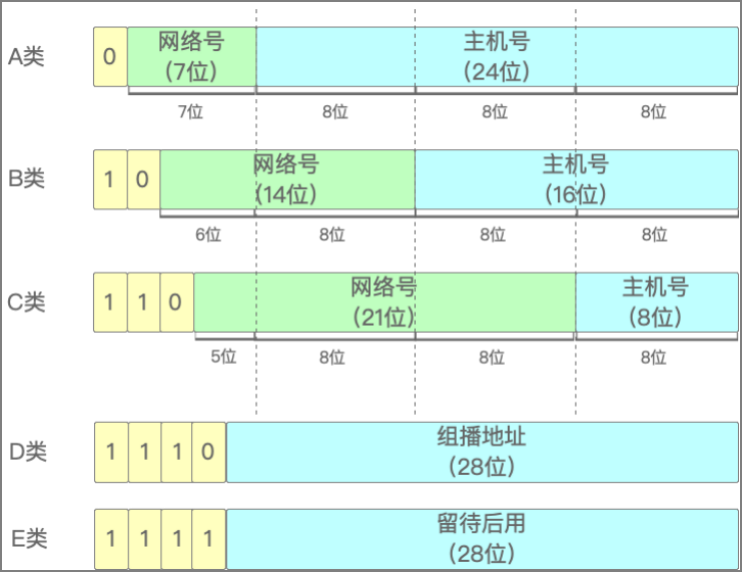 A类 0 网络号 主机号
(7位) (24位)
7位 8位 8位 8位
B类 1 0 网络号 主机号
(14位) (16位)
6位 8位 8位 8位
C类 1 1 0 网络号 主机号
(21位) (8位)
5位 8位 8位 8位
D类 1 1 1 0 组播地址
(28位)
E类 1 1 1 1 留待后用
(28位)